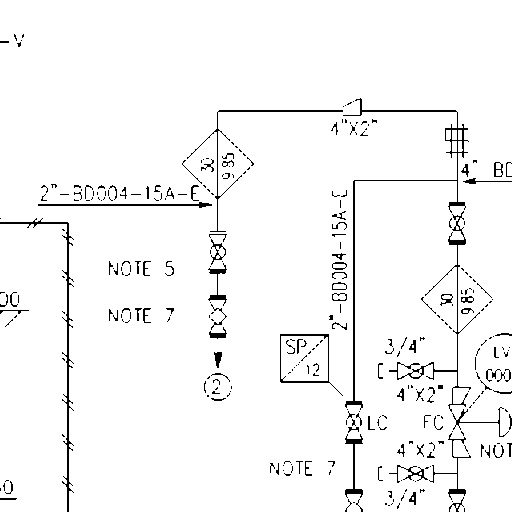 -V
4"X2"
30
9.85
4"
BD
2"-BD004-15A-E
2"-BD004-15A-E
NOTE 5
00
NOTE 7
30
9.85
SP
12
3/4"
LV
000
2
4"X2"
LC
FC
4"X2"
NOT
NOTE 7
3/4"